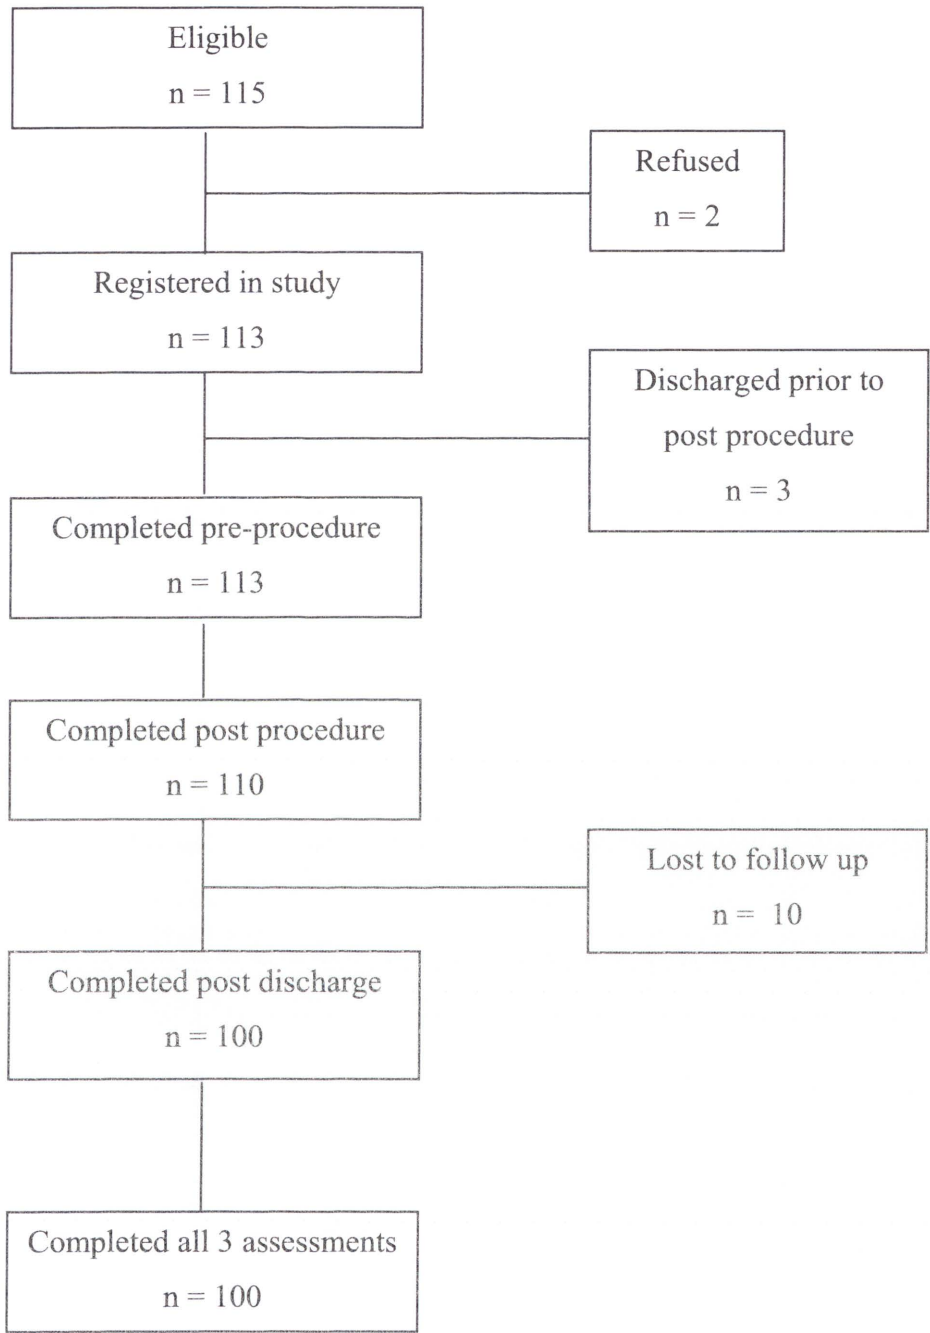 Eligible
n = 115
Refused
n = 2
Registered in study
n = 113
Discharged prior to
post procedure
n = 3
Completed pre-procedure
n = 113
Completed post procedure
n = 110
Lost to follow up
n = 10
Completed post discharge
n = 100
Completed all 3 assessments
n = 100